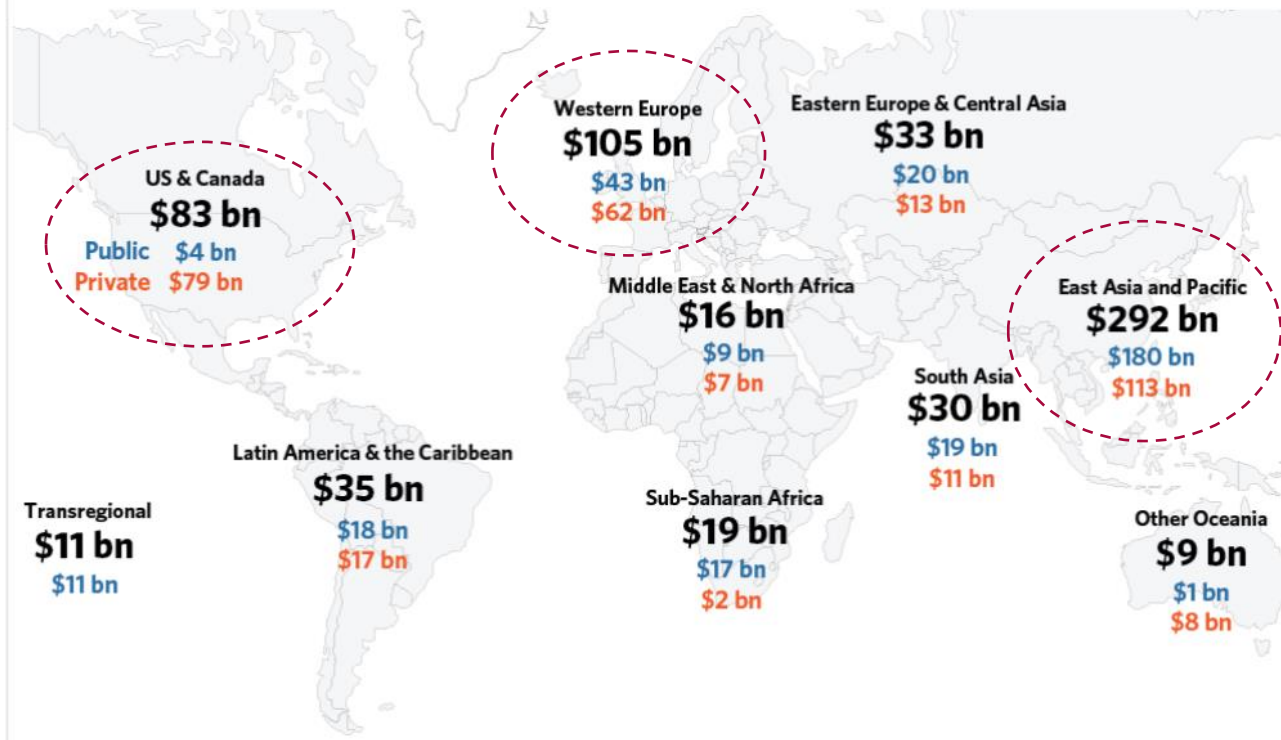 US & Canada
$83 bn
Public $4 bn
Private $79 bn
Western Europe
$105 bn
$43 bn
$62 bn
Eastern Europe & Central Asia
$33 bn
$20 bn
$13 bn
Middle East & North Africa
$16 bn
$9 bn
$7 bn
East Asia and Pacific
$292 bn
$180 bn
$113 bn
South Asia
$30 bn
$19 bn
$11 bn
Latin America & the Caribbean
$35 bn
$18 bn
$17 bn
Sub-Saharan Africa
$19 bn
$17 bn
$2 bn
Transregional
$11 bn
$11 bn
Other Oceania
$9 bn
$1 bn
$8 bn